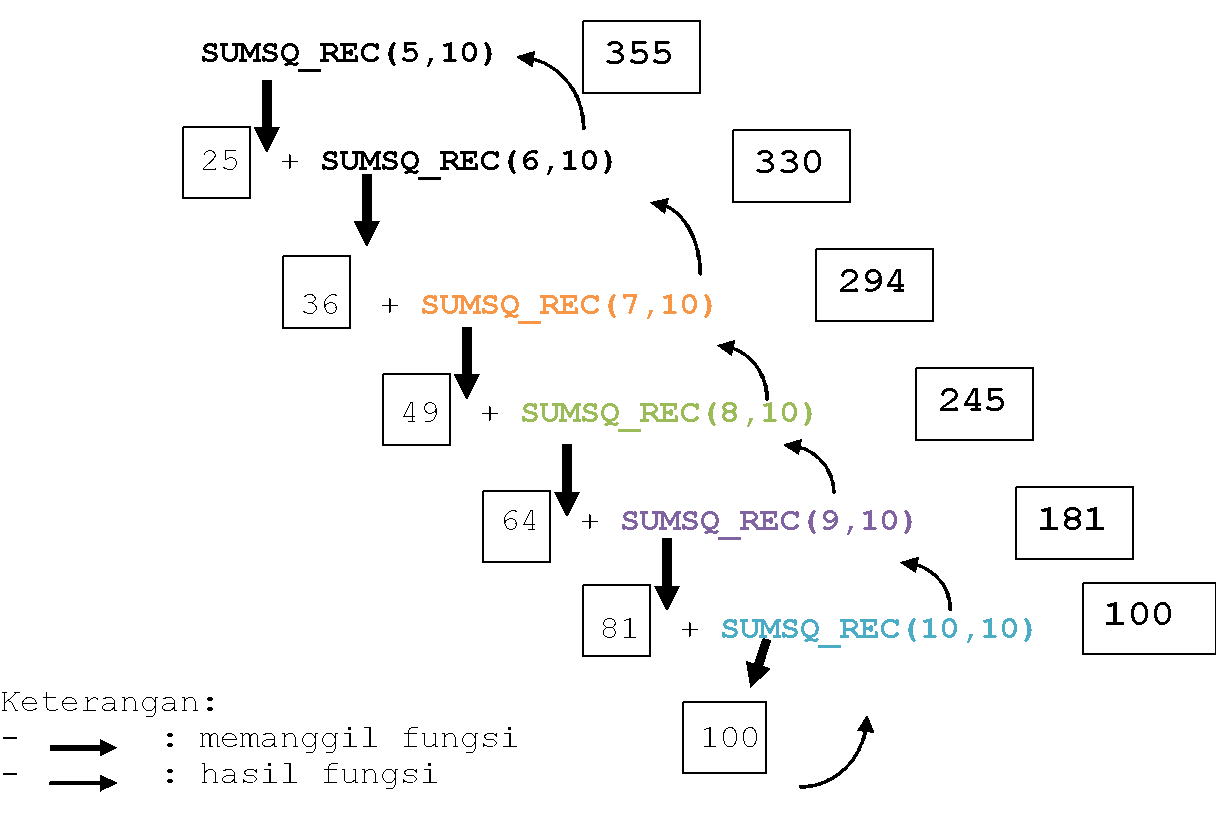 SUMSQ_REC(5,10) 355
25 + SUMSQ_REC(6,10) 330
36 + SUMSQ_REC(7,10) 294
49 + SUMSQ_REC(8,10) 245
64 + SUMSQ_REC(9,10) 181
81 + SUMSQ_REC(10,10) 100
100
Keterangan:
- : memanggil fungsi
- : hasil fungsi